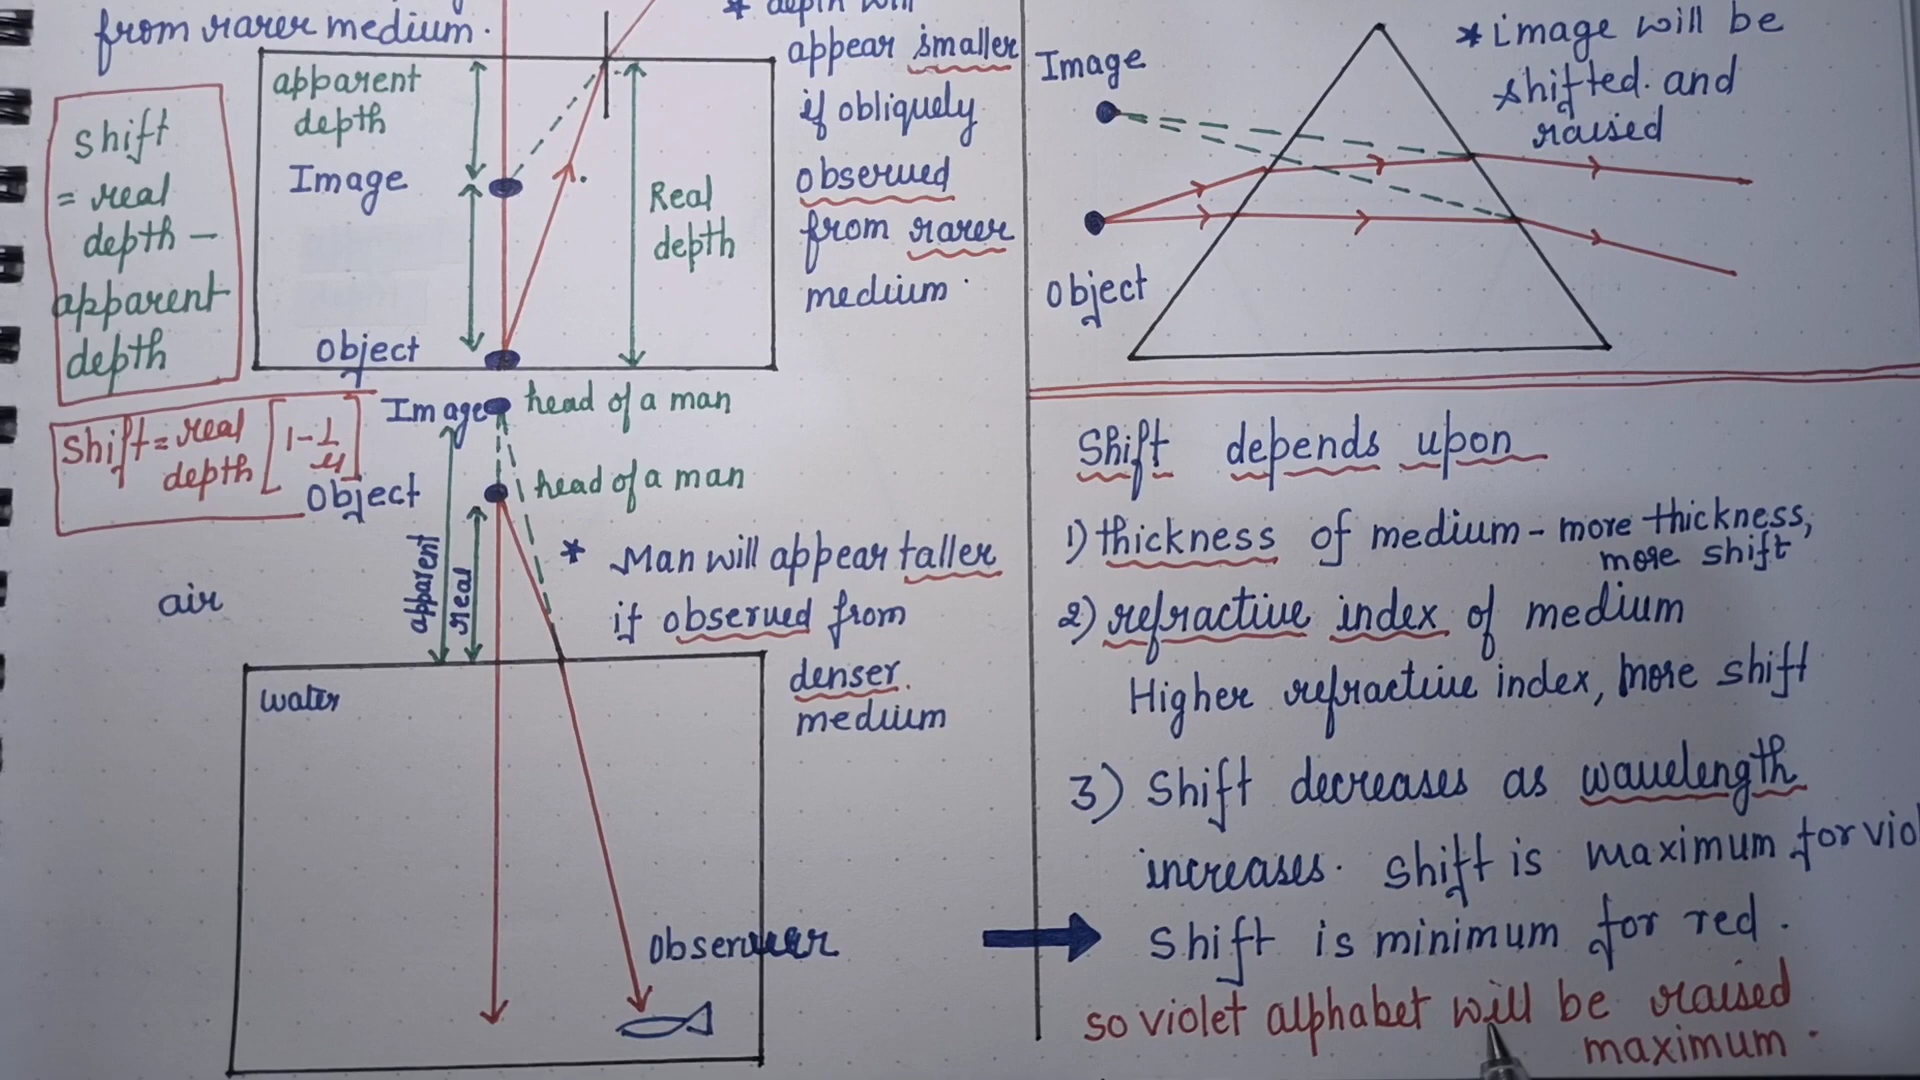 from rarer medium.
shift
= real
depth –
apparent
depth
apparent
depth
Image
Object
Real
depth
* depth will
appear smaller
if obliquely
observed
from rarer
medium.
Shift = real depth [1 - 1/μ]
Image
head of a man
Object
head of a man
apparent
real
air
* Man will appear taller
if observed from
denser
medium
water
Observer
Image
Object
* image will be
shifted. and
raised
Shift depends upon
1) thickness of medium – more thickness,
more shift
2) refractive index of medium
Higher refractive index, more shift
3) Shift decreases as wavelength
increases. Shift is maximum for
Shift is minimum for red.
so violet alphabet will be raised
maximum.